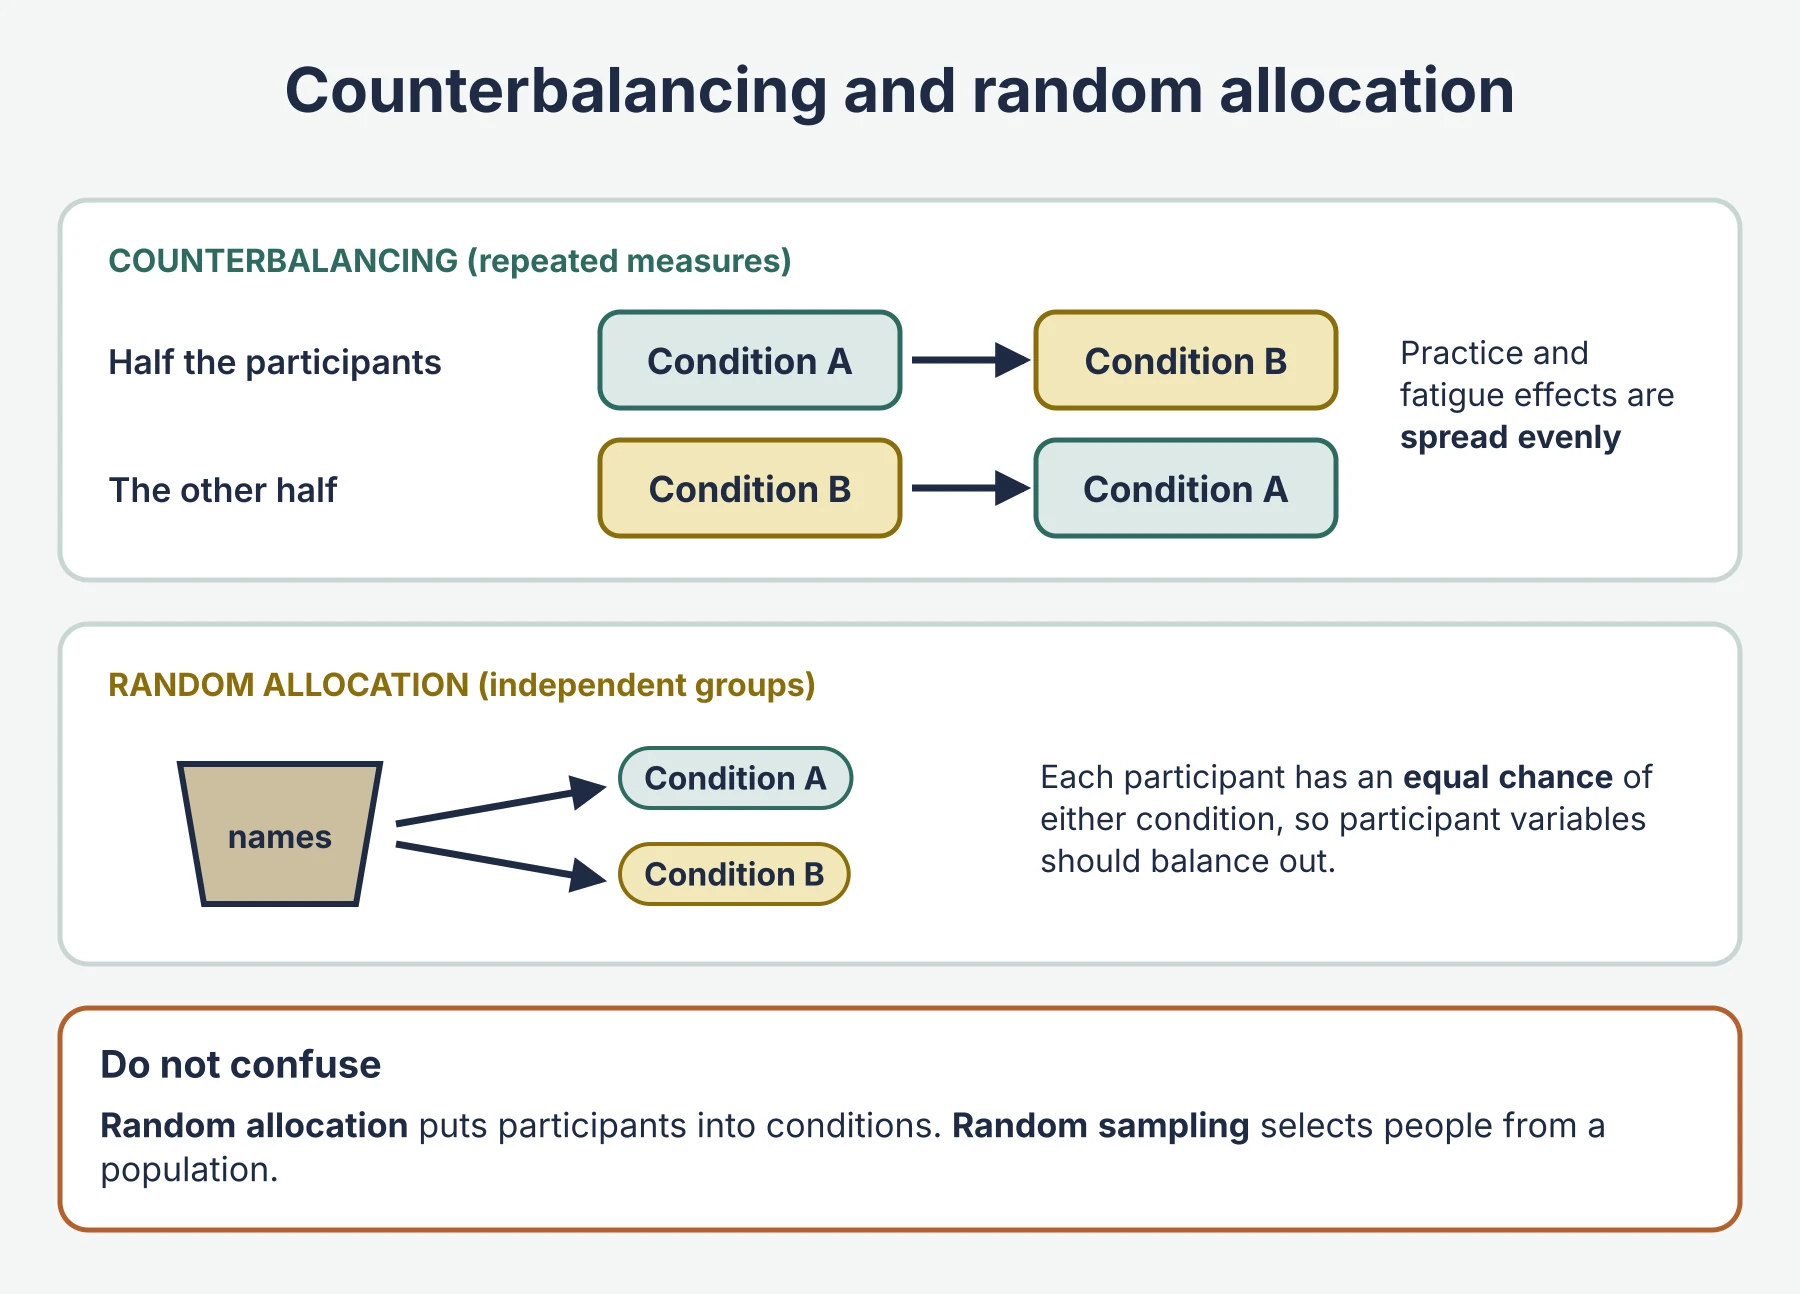 Counterbalancing and random allocation
COUNTERBALANCING (repeated measures)
Half the participants
Condition A
Condition B
Practice and
fatigue effects are
spread evenly
The other half
Condition B
Condition A
RANDOM ALLOCATION (independent groups)
names
Condition A
Condition B
Each participant has an equal chance of
either condition, so participant variables
should balance out.
Do not confuse
Random allocation puts participants into conditions. Random sampling selects people from a
population.